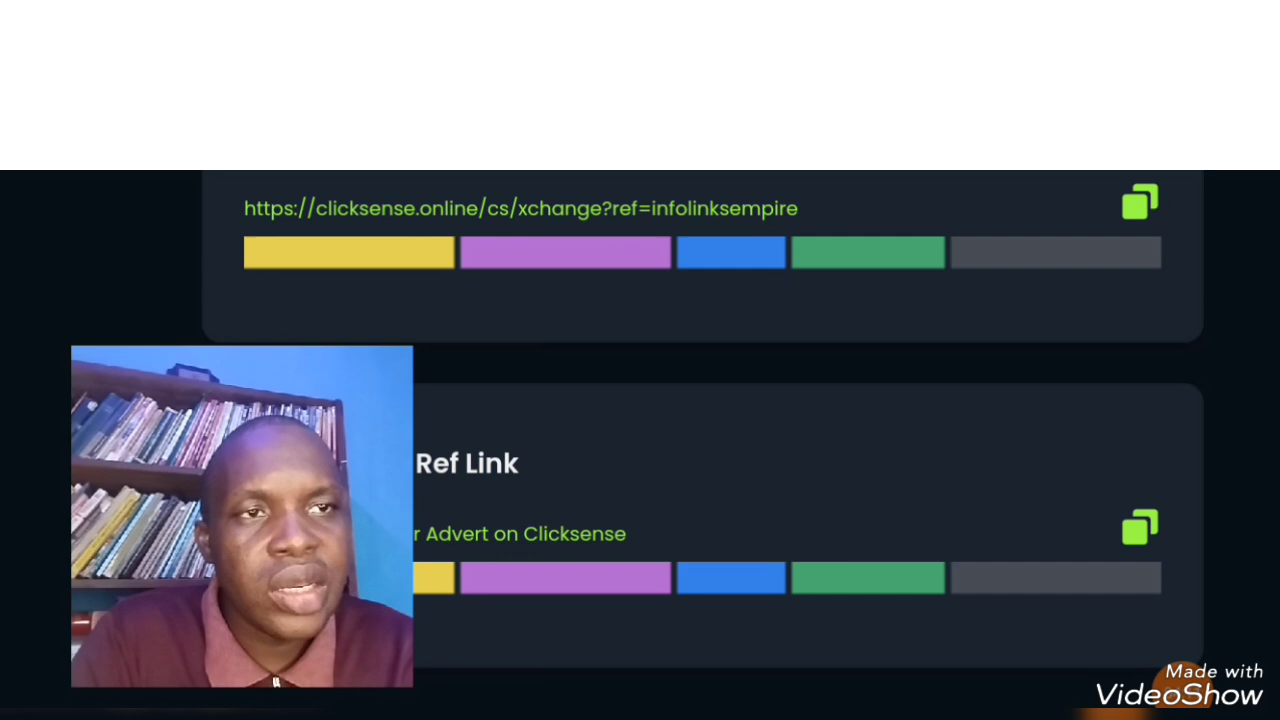 https://clicksense.online/cs/xchange?ref=infolinksempire
Ref Link
r Advert on Clicksense
Made with
VideoShow